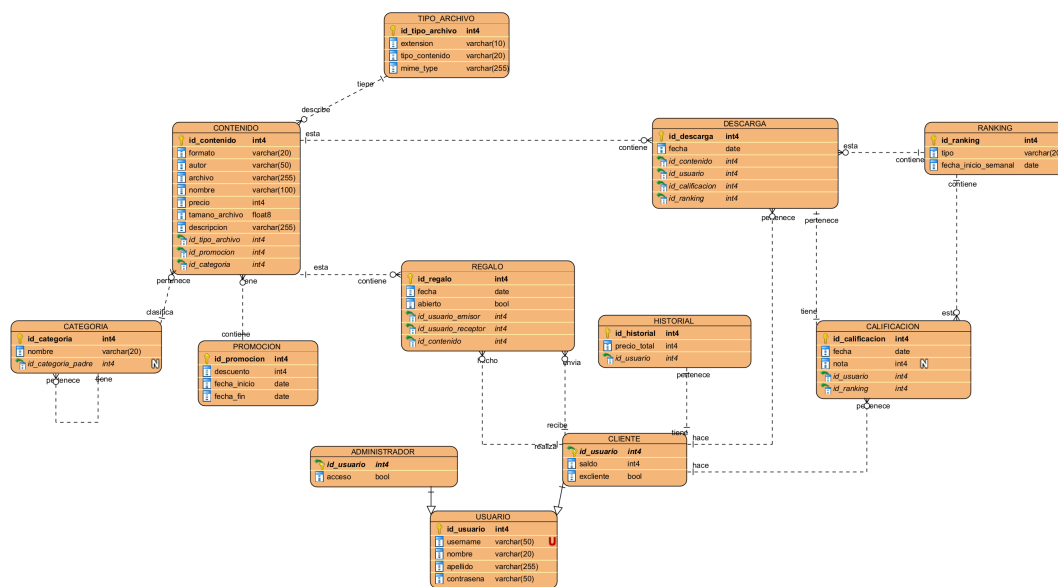 TIPO_ARCHIVO
id_tipo_archivo int4
extension varchar(10)
tipo_contenido varchar(20)
mime_type varchar(255)
tiene
describe
CONTENIDO
id_contenido int4
formato varchar(20)
autor varchar(50)
archivo varchar(255)
nombre varchar(100)
precio int4
tamano_archivo float8
descripcion varchar(255)
id_tipo_archivo int4
id_promocion int4
id_categoria int4
esta
contiene
DESCARGA
id_descarga int4
fecha date
id_contenido int4
id_usuario int4
id_calificacion int4
id_ranking int4
esta
contiene
RANKING
id_ranking int4
tipo varchar(20
fecha_inicio_semanal date
contiene
pertenece
pertenece
esta
contiene
REGALO
id_regalo int4
fecha date
abierto bool
id_usuario_emisor int4
id_usuario_receptor int4
id_contenido int4
pertenece
ene
clasifica
contiene
CATEGORIA
id_categoria int4
nombre varchar(20)
id_categoria_padre int4 N
pertenece
tiene
PROMOCION
id_promocion int4
descuento int4
fecha_inicio date
fecha_fin date
HISTORIAL
id_historial int4
precio_total int4
id_usuario int4
pertenece
tiene
est
CALIFICACION
id_calificacion int4
fecha date
nota int4 N
id_usuario int4
id_ranking int4
pertenece
envia
recibe
realiza
tiene
hace
hace
CLIENTE
id_usuario int4
saldo int4
excliente bool
ADMINISTRADOR
id_usuario int4
acceso bool
USUARIO
id_usuario int4
username varchar(50) U
nombre varchar(20)
apellido varchar(255)
contrasena varchar(50)